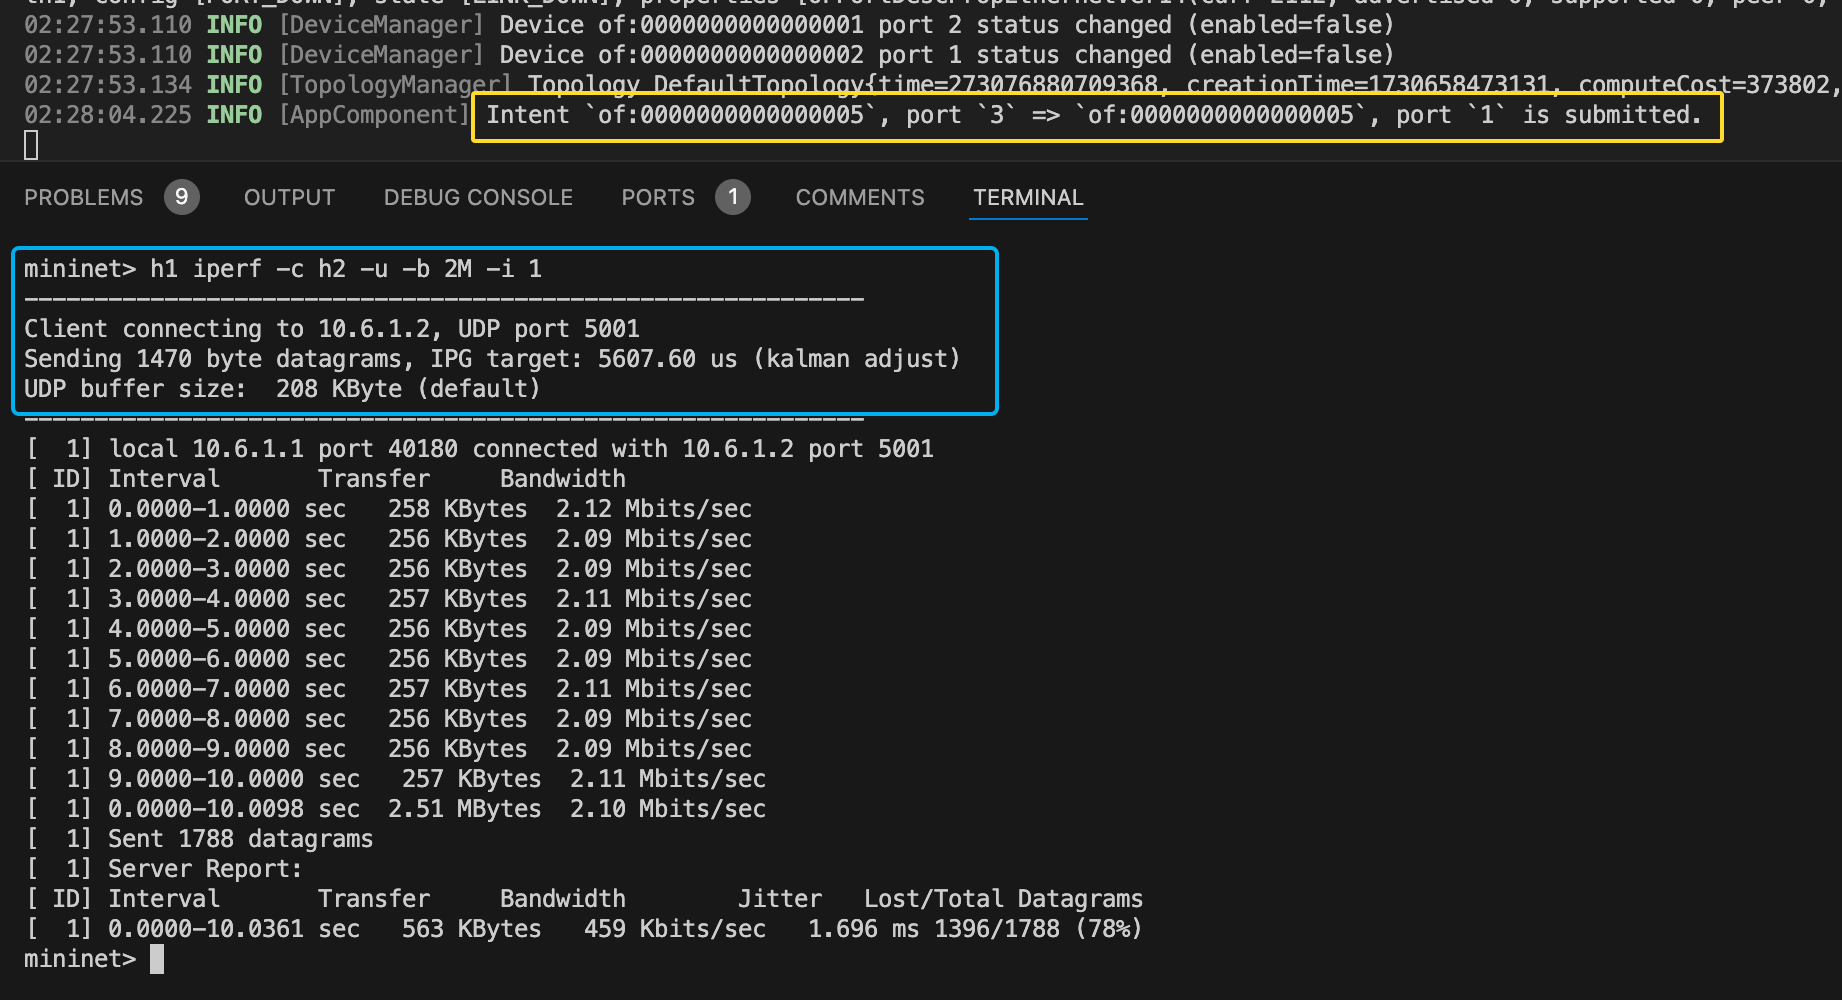 02:27:53.110 INFO [DeviceManager] Device of:0000000000000001 port 2 status changed (enabled=false)
02:27:53.110 INFO [DeviceManager] Device of:0000000000000002 port 1 status changed (enabled=false)
02:27:53.134 INFO [TopologyManager] Topology DefaultTopology{time=273076880709368, creationTime=1730658473131, computeCost=373802,
02:28:04.225 INFO [AppComponent] Intent `of:0000000000000005`, port `3` => `of:0000000000000005`, port `1` is submitted.
PROBLEMS 9 OUTPUT DEBUG CONSOLE PORTS 1 COMMENTS TERMINAL
mininet> h1 iperf -c h2 -u -b 2M -i 1
------------------------------------------------------------
Client connecting to 10.6.1.2, UDP port 5001
Sending 1470 byte datagrams, IPG target: 5607.60 us (kalman adjust)
UDP buffer size:  208 KByte (default)
------------------------------------------------------------
[  1] local 10.6.1.1 port 40180 connected with 10.6.1.2 port 5001
[ ID] Interval       Transfer     Bandwidth
[  1] 0.0000-1.0000 sec   258 KBytes  2.12 Mbits/sec
[  1] 1.0000-2.0000 sec   256 KBytes  2.09 Mbits/sec
[  1] 2.0000-3.0000 sec   256 KBytes  2.09 Mbits/sec
[  1] 3.0000-4.0000 sec   257 KBytes  2.11 Mbits/sec
[  1] 4.0000-5.0000 sec   256 KBytes  2.09 Mbits/sec
[  1] 5.0000-6.0000 sec   256 KBytes  2.09 Mbits/sec
[  1] 6.0000-7.0000 sec   257 KBytes  2.11 Mbits/sec
[  1] 7.0000-8.0000 sec   256 KBytes  2.09 Mbits/sec
[  1] 8.0000-9.0000 sec   256 KBytes  2.09 Mbits/sec
[  1] 9.0000-10.0000 sec   257 KBytes  2.11 Mbits/sec
[  1] 0.0000-10.0098 sec  2.51 MBytes  2.10 Mbits/sec
[  1] Sent 1788 datagrams
[  1] Server Report:
[ ID] Interval       Transfer     Bandwidth        Jitter   Lost/Total Datagrams
[  1] 0.0000-10.0361 sec   563 KBytes   459 Kbits/sec   1.696 ms 1396/1788 (78%)
mininet>